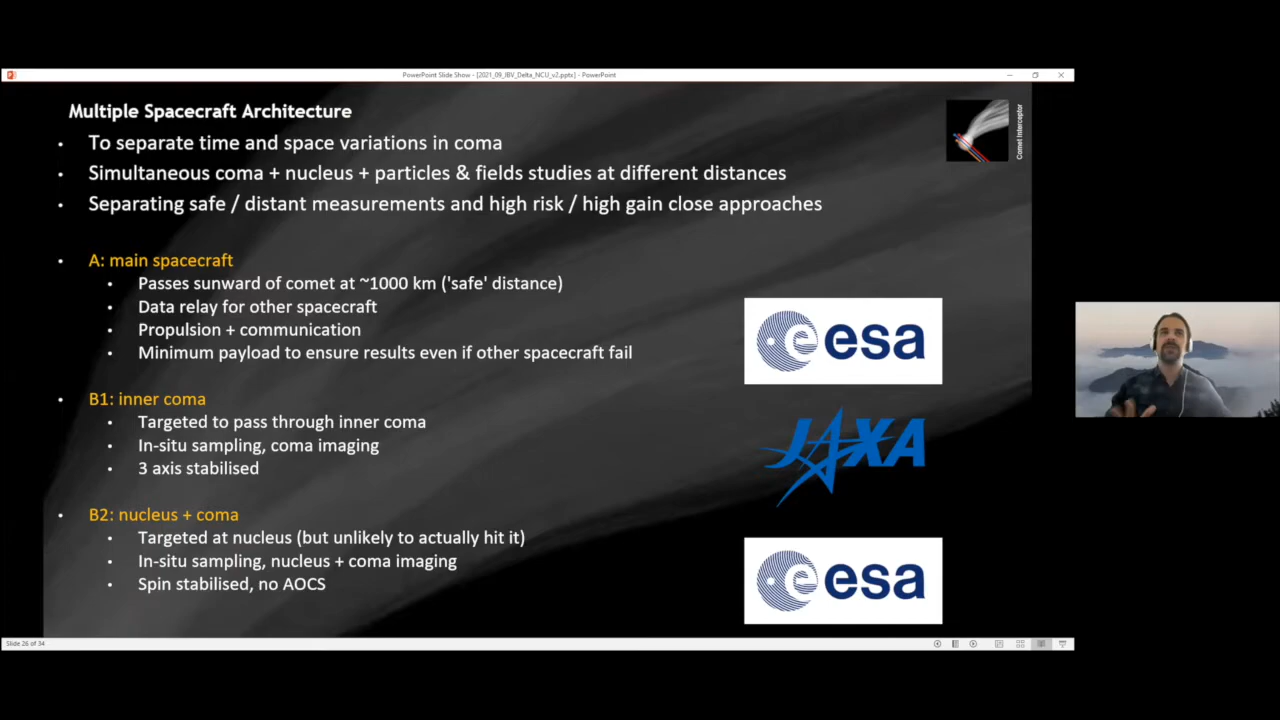 PowerPoint Slide Show - [2021_09_JBV_Delta_NCU_v2.pptx] - PowerPoint
Multiple Spacecraft Architecture
• To separate time and space variations in coma
• Simultaneous coma + nucleus + particles & fields studies at different distances
• Separating safe / distant measurements and high risk / high gain close approaches
Comet Interceptor
• A: main spacecraft
• Passes sunward of comet at ~1000 km ('safe' distance)
• Data relay for other spacecraft
• Propulsion + communication
• Minimum payload to ensure results even if other spacecraft fail
esa
• B1: inner coma
• Targeted to pass through inner coma
• In-situ sampling, coma imaging
• 3 axis stabilised
JAXA
• B2: nucleus + coma
• Targeted at nucleus (but unlikely to actually hit it)
• In-situ sampling, nucleus + coma imaging
• Spin stabilised, no AOCS
esa
Slide 26 of 34